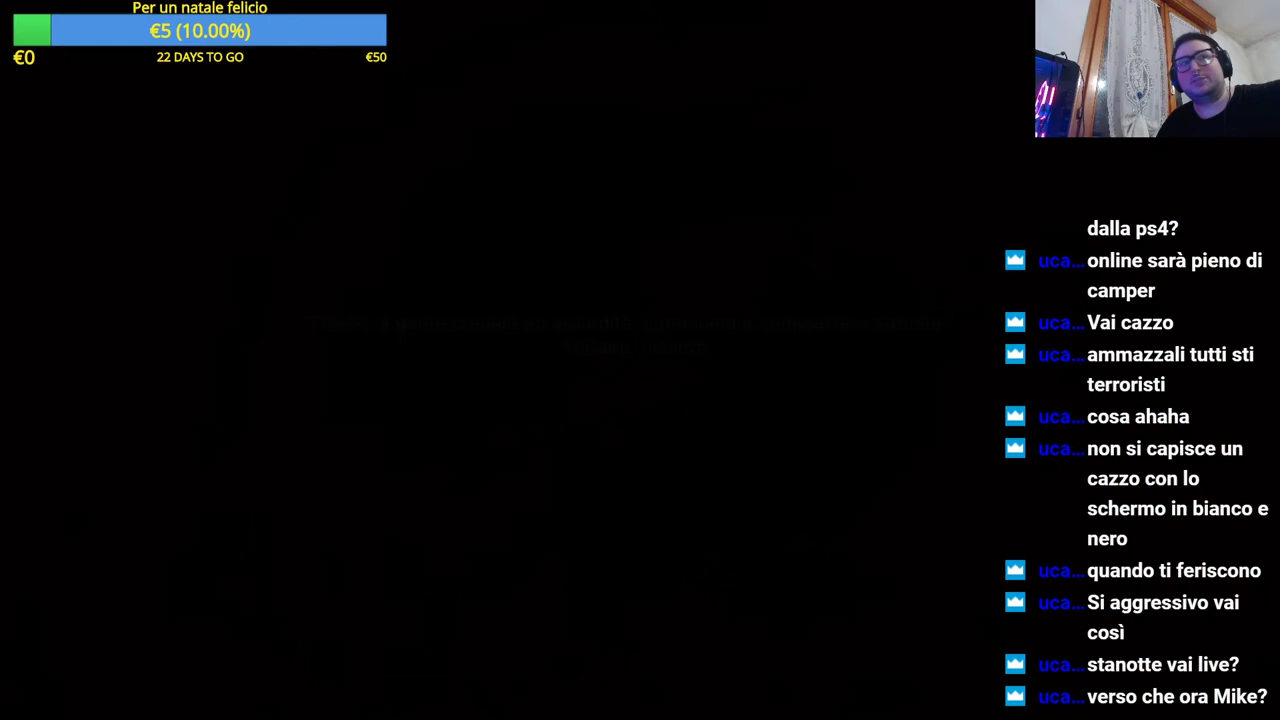 Per un natale felicio
€5 (10.00%)
€0
22 DAYS TO GO
€50
dalla ps4?
uca… online sarà pieno di
camper
uca… Vai cazzo
uca… ammazzali tutti sti
terroristi
uca… cosa ahaha
uca… non si capisce un
cazzo con lo
schermo in bianco e
nero
uca… quando ti feriscono
uca… Si aggressivo vai
così
uca… stanotte vai live?
uca… verso che ora Mike?